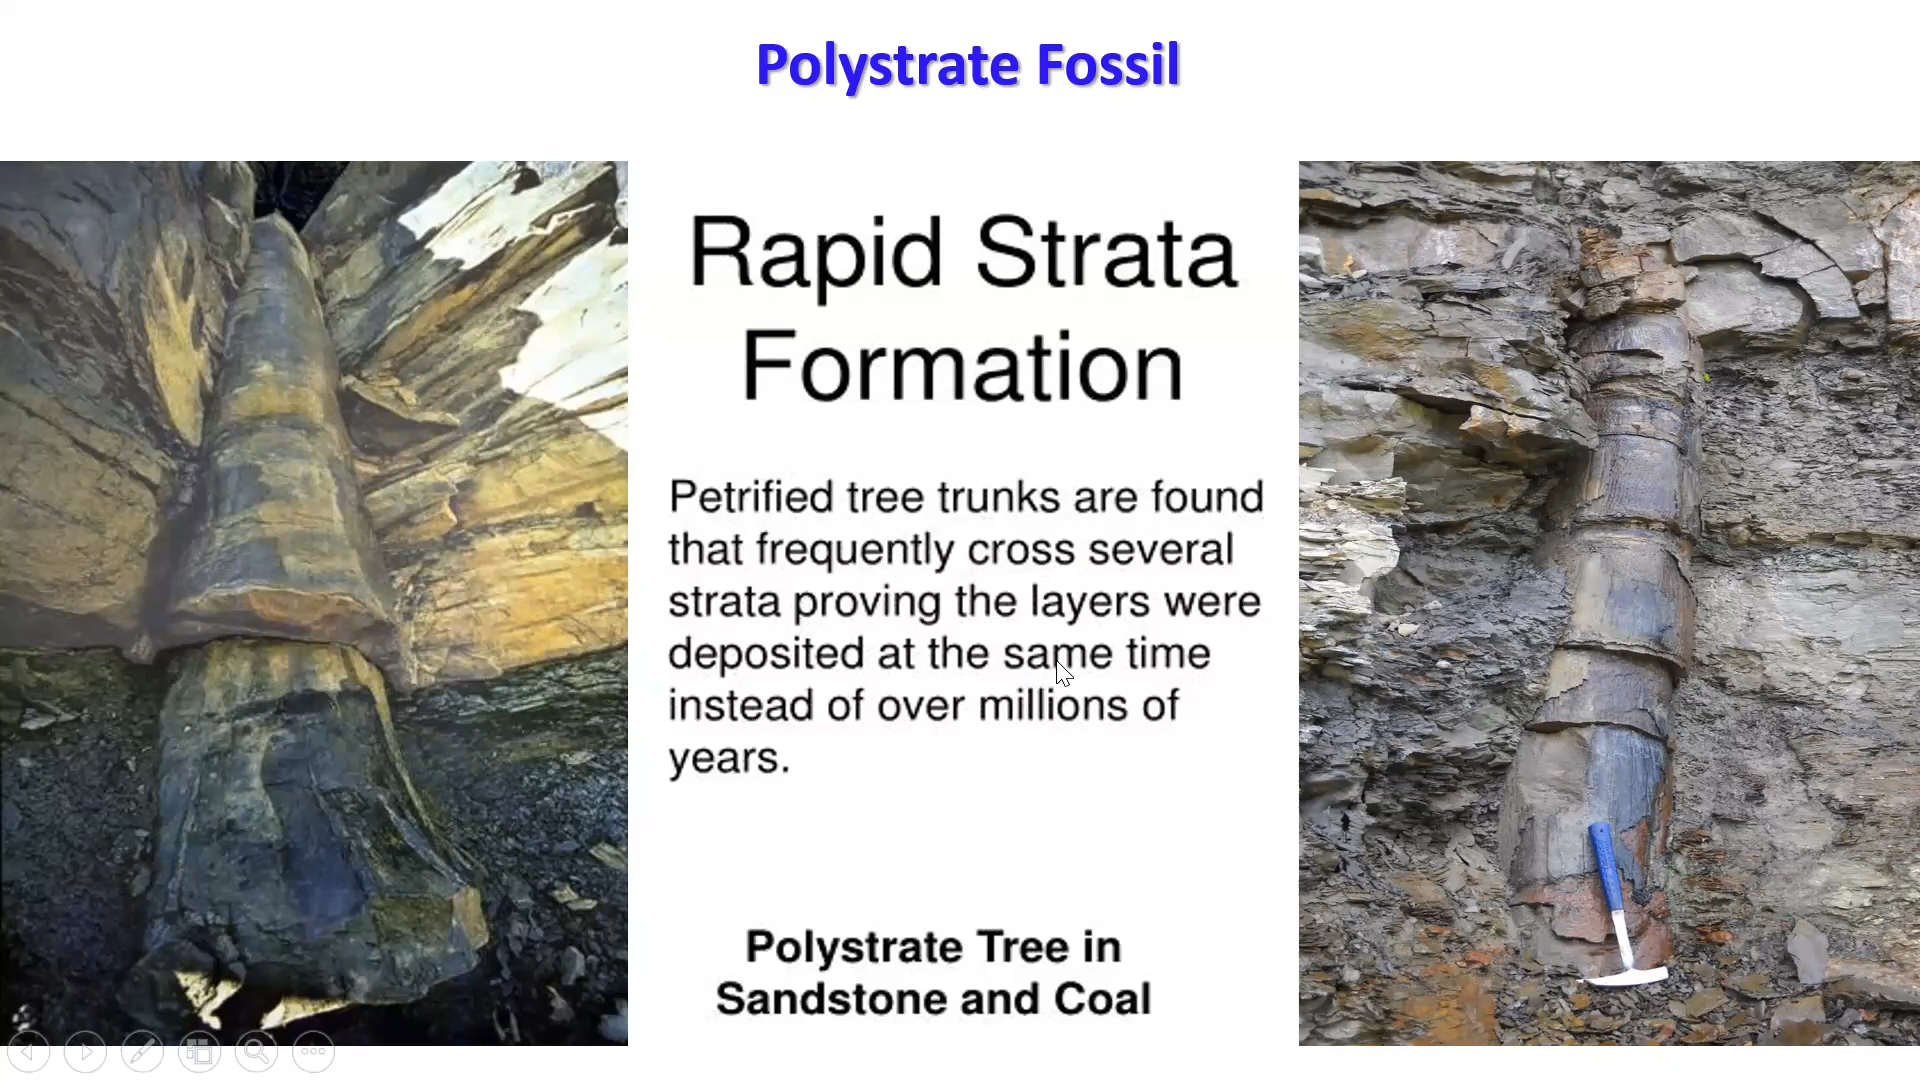 Polystrate Fossil
Rapid Strata
Formation
Petrified tree trunks are found
that frequently cross several
strata proving the layers were
deposited at the same time
instead of over millions of
years.
Polystrate Tree in
Sandstone and Coal